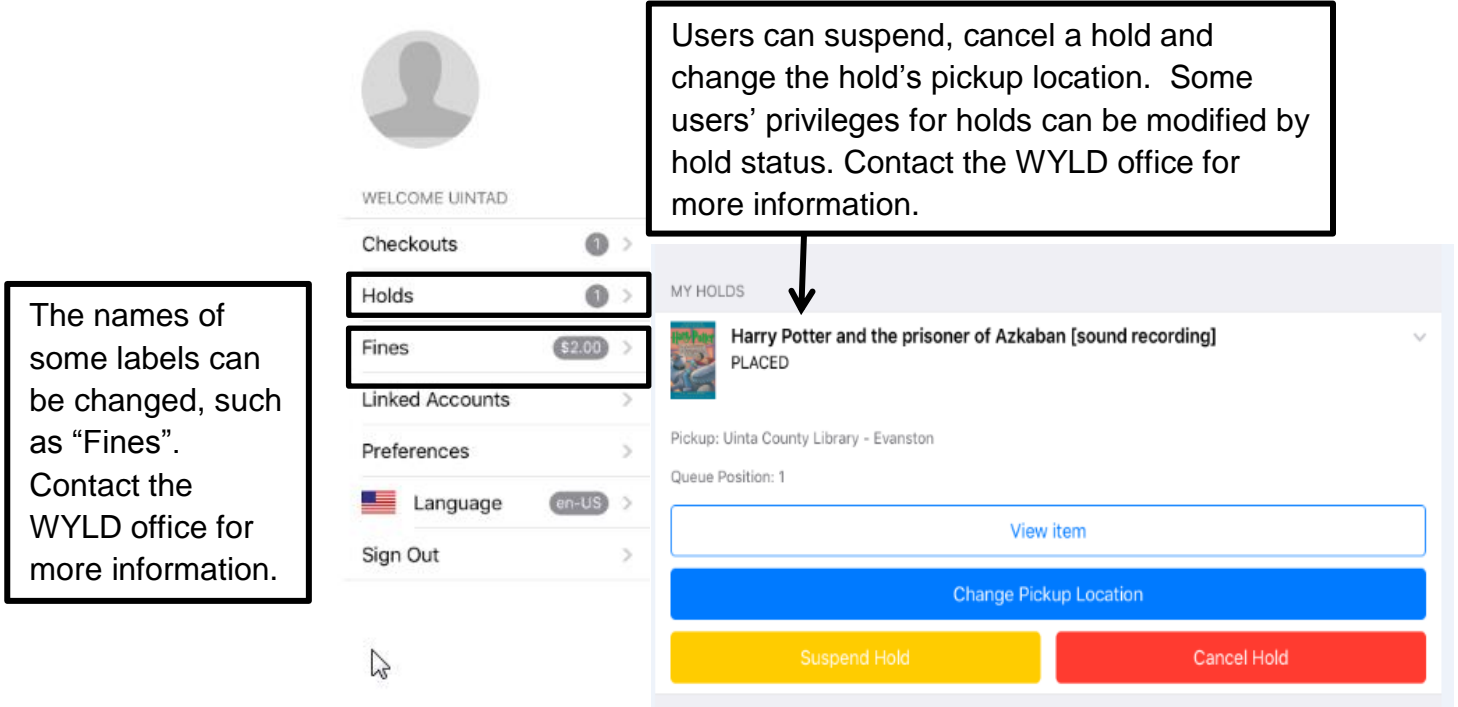 Users can suspend, cancel a hold and
change the hold’s pickup location.  Some
users’ privileges for holds can be modified by
hold status. Contact the WYLD office for
more information.
The names of
some labels can
be changed, such
as “Fines”.
Contact the
WYLD office for
more information.
WELCOME UINTAD
Checkouts 1
Holds 1
Fines $2.00
Linked Accounts
Preferences
Language en-US
Sign Out
MY HOLDS
Harry Potter and the prisoner of Azkaban [sound recording]
PLACED
Pickup: Uinta County Library - Evanston
Queue Position: 1
View item
Change Pickup Location
Suspend Hold
Cancel Hold